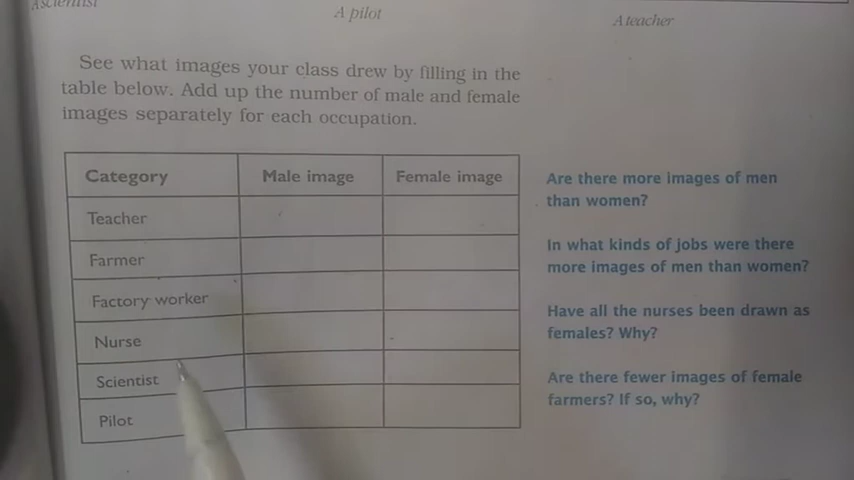 A scientist
A pilot
A teacher
See what images your class drew by filling in the
table below. Add up the number of male and female
images separately for each occupation.
Category Male image Female image
Teacher
Farmer
Factory worker
Nurse
Scientist
Pilot
Are there more images of men
than women?
In what kinds of jobs were there
more images of men than women?
Have all the nurses been drawn as
females? Why?
Are there fewer images of female
farmers? If so, why?